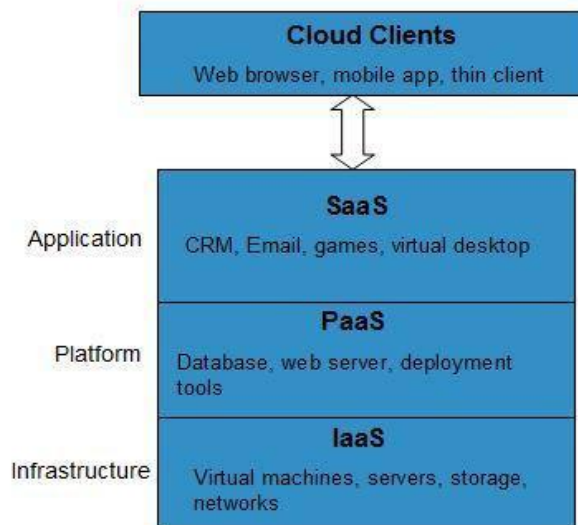 Cloud Clients
Web browser, mobile app, thin client
SaaS
Application
CRM, Email, games, virtual desktop
PaaS
Platform
Database, web server, deployment
tools
IaaS
Infrastructure
Virtual machines, servers, storage,
networks